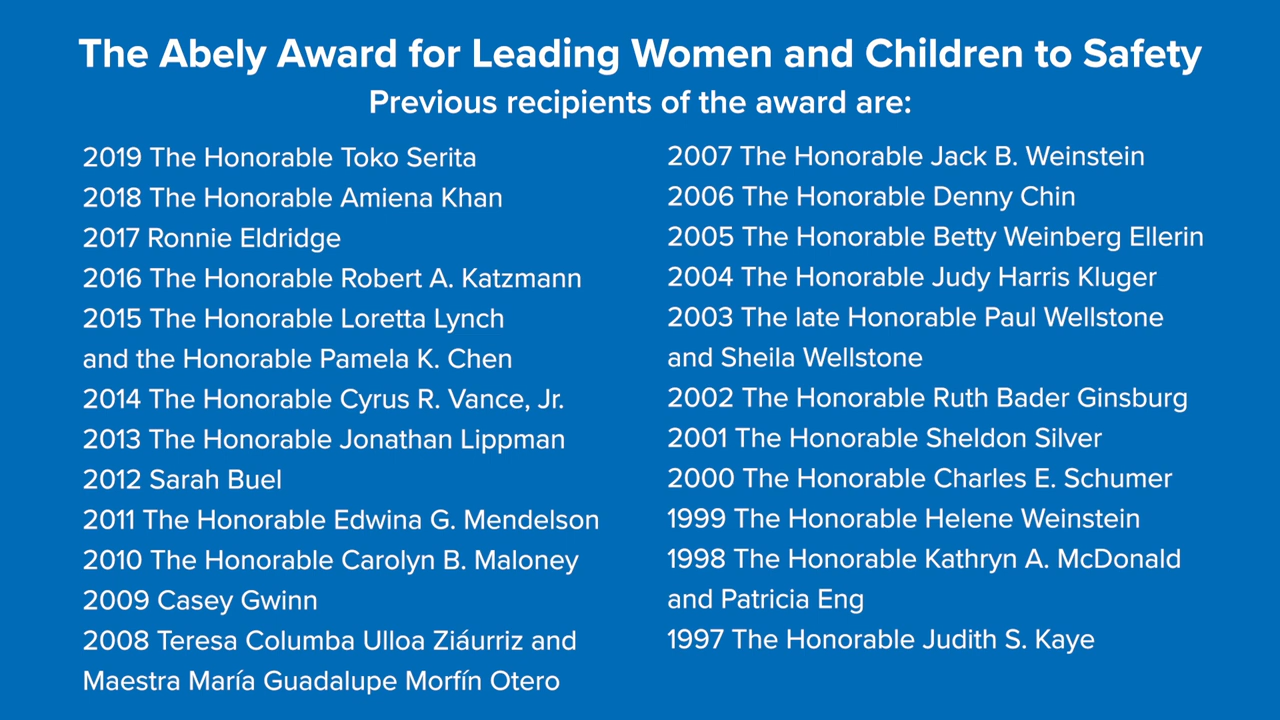 The Abely Award for Leading Women and Children to Safety
Previous recipients of the award are:
2019 The Honorable Toko Serita
2018 The Honorable Amiena Khan
2017 Ronnie Eldridge
2016 The Honorable Robert A. Katzmann
2015 The Honorable Loretta Lynch
and the Honorable Pamela K. Chen
2014 The Honorable Cyrus R. Vance, Jr.
2013 The Honorable Jonathan Lippman
2012 Sarah Buel
2011 The Honorable Edwina G. Mendelson
2010 The Honorable Carolyn B. Maloney
2009 Casey Gwinn
2008 Teresa Columba Ulloa Ziáurriz and
Maestra María Guadalupe Morfín Otero
2007 The Honorable Jack B. Weinstein
2006 The Honorable Denny Chin
2005 The Honorable Betty Weinberg Ellerin
2004 The Honorable Judy Harris Kluger
2003 The late Honorable Paul Wellstone
and Sheila Wellstone
2002 The Honorable Ruth Bader Ginsburg
2001 The Honorable Sheldon Silver
2000 The Honorable Charles E. Schumer
1999 The Honorable Helene Weinstein
1998 The Honorable Kathryn A. McDonald
and Patricia Eng
1997 The Honorable Judith S. Kaye